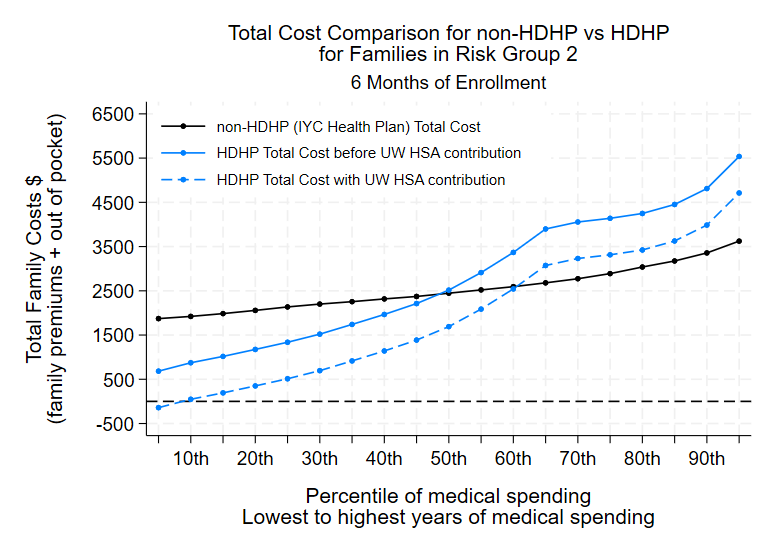 Total Cost Comparison for non-HDHP vs HDHP
for Families in Risk Group 2
6 Months of Enrollment
non-HDHP (IYC Health Plan) Total Cost
HDHP Total Cost before UW HSA contribution
HDHP Total Cost with UW HSA contribution
Total Family Costs $
(family premiums + out of pocket)
6500
5500
4500
3500
2500
1500
500
-500
10th 20th 30th 40th 50th 60th 70th 80th 90th
Percentile of medical spending
Lowest to highest years of medical spending